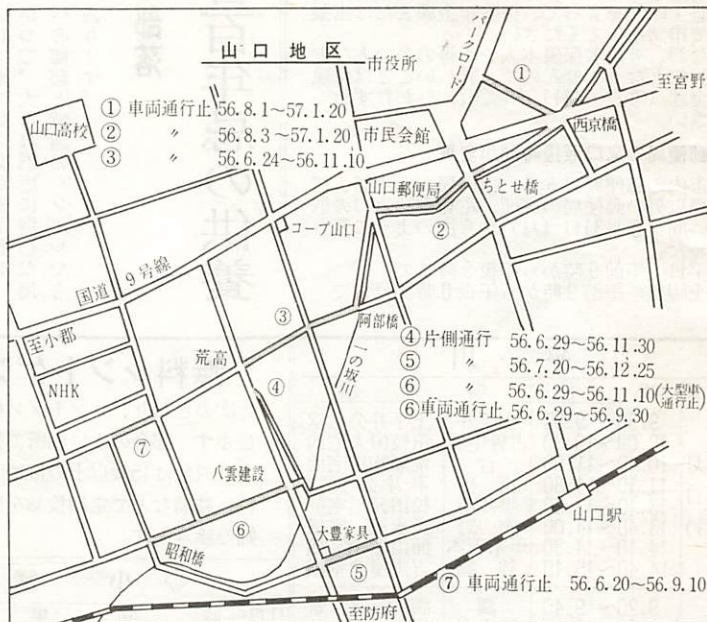 山口地区
市役所
パークロード
①
至宮野
① 車両通行止 56.8.1～57.1.20
② 〃 56.8.3～57.1.20
③ 〃 56.6.24～56.11.10
山口高校
市民会館
西京橋
山口郵便局
ちとせ橋
②
コープ山口
国道9号線
③
阿部橋
一の坂川
至小郡
荒高
NHK
④
④ 片側通行 56.6.29～56.11.30
⑤ 〃 56.7.20～56.12.25
⑥ 〃 56.6.29～56.11.10(大型車通行止)
⑥ 車両通行止 56.6.29～56.9.30
⑦
八雲建設
⑥
昭和橋
大豊家具
⑤
山口駅
⑦ 車両通行止 56.6.20～56.9.10
至防府